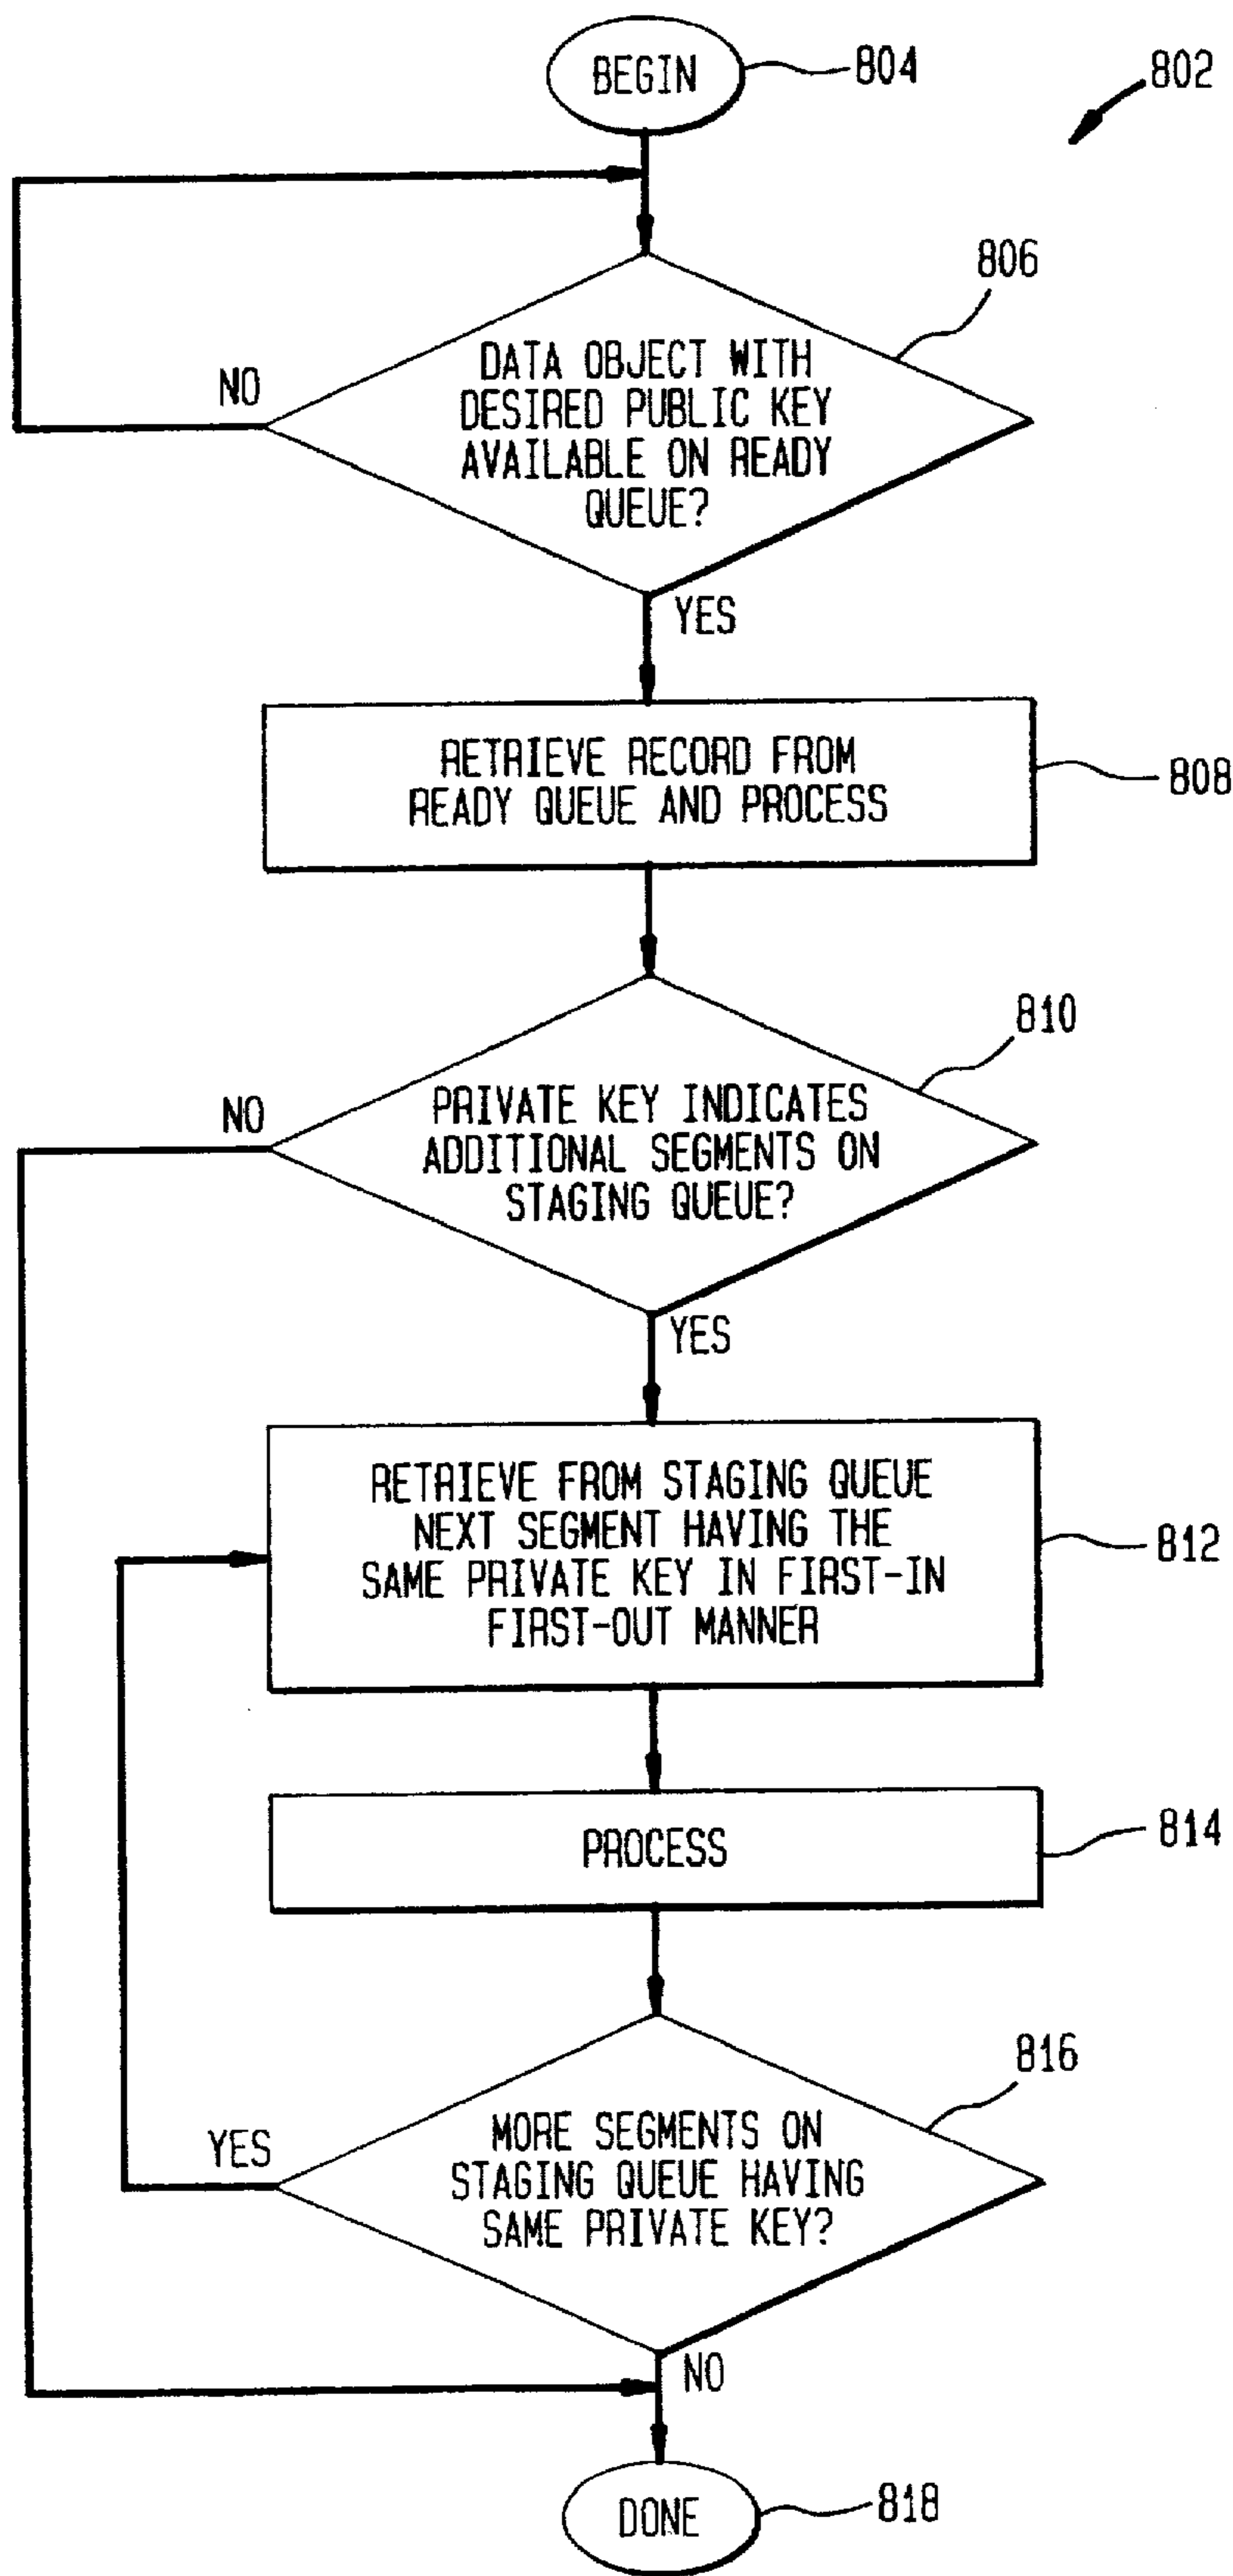 BEGIN
804
802
806
DATA OBJECT WITH
DESIRED PUBLIC KEY
AVAILABLE ON READY
QUEUE?
NO
YES
RETRIEVE RECORD FROM
READY QUEUE AND PROCESS
808
810
PRIVATE KEY INDICATES
ADDITIONAL SEGMENTS ON
STAGING QUEUE?
NO
YES
RETRIEVE FROM STAGING QUEUE
NEXT SEGMENT HAVING THE
SAME PRIVATE KEY IN FIRST-IN
FIRST-OUT MANNER
812
PROCESS
814
816
MORE SEGMENTS ON
STAGING QUEUE HAVING
SAME PRIVATE KEY?
YES
NO
DONE
818